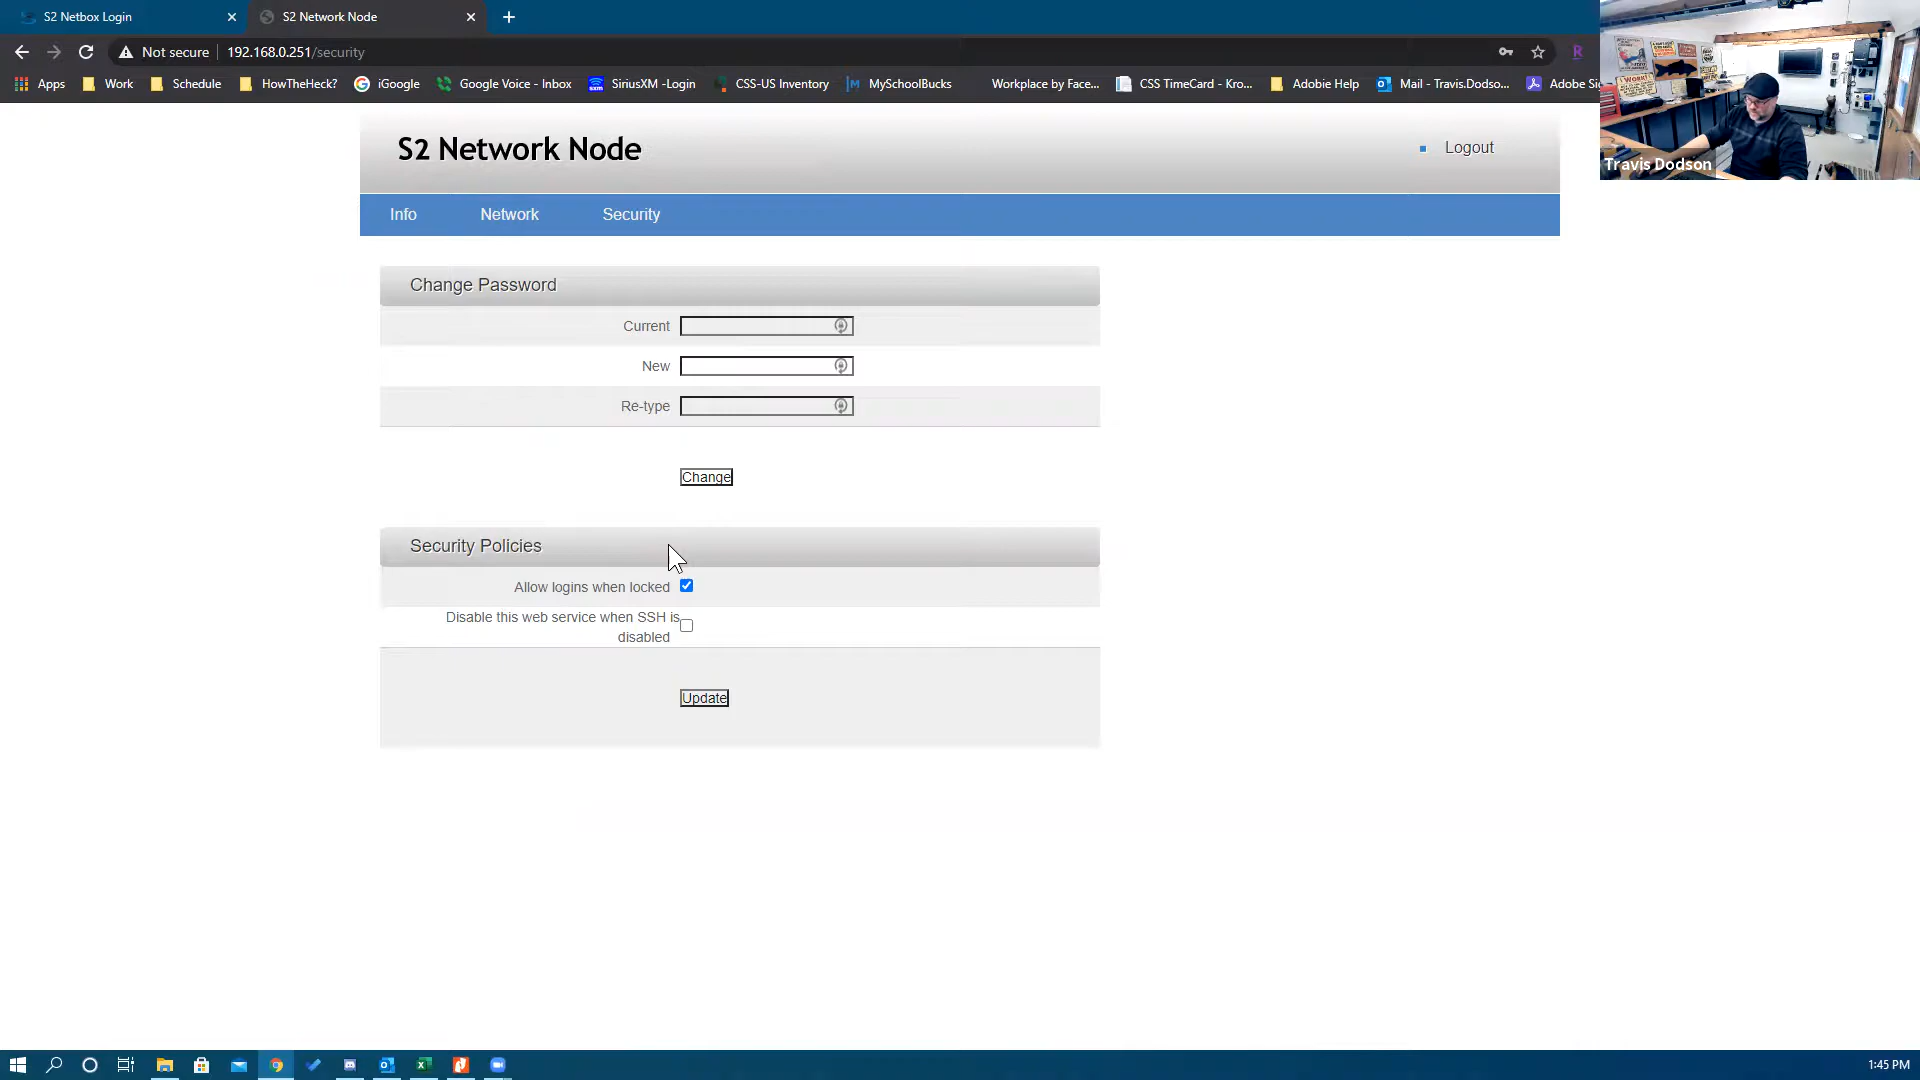 S2 Netbox Login
S2 Network Node
Not secure
192.168.0.251/security
Apps
Work
Schedule
HowTheHeck?
iGoogle
Google Voice - Inbox
SiriusXM -Login
CSS-US Inventory
MySchoolBucks
Workplace by Face...
CSS TimeCard - Kro...
Adobie Help
Mail - Travis.Dodso...
Adobe Si
WORK!
Travis Dodson
S2 Network Node
Logout
Info
Network
Security
Change Password
Current
New
Re-type
Change
Security Policies
Allow logins when locked
Disable this web service when SSH is
disabled
Update
1:45 PM